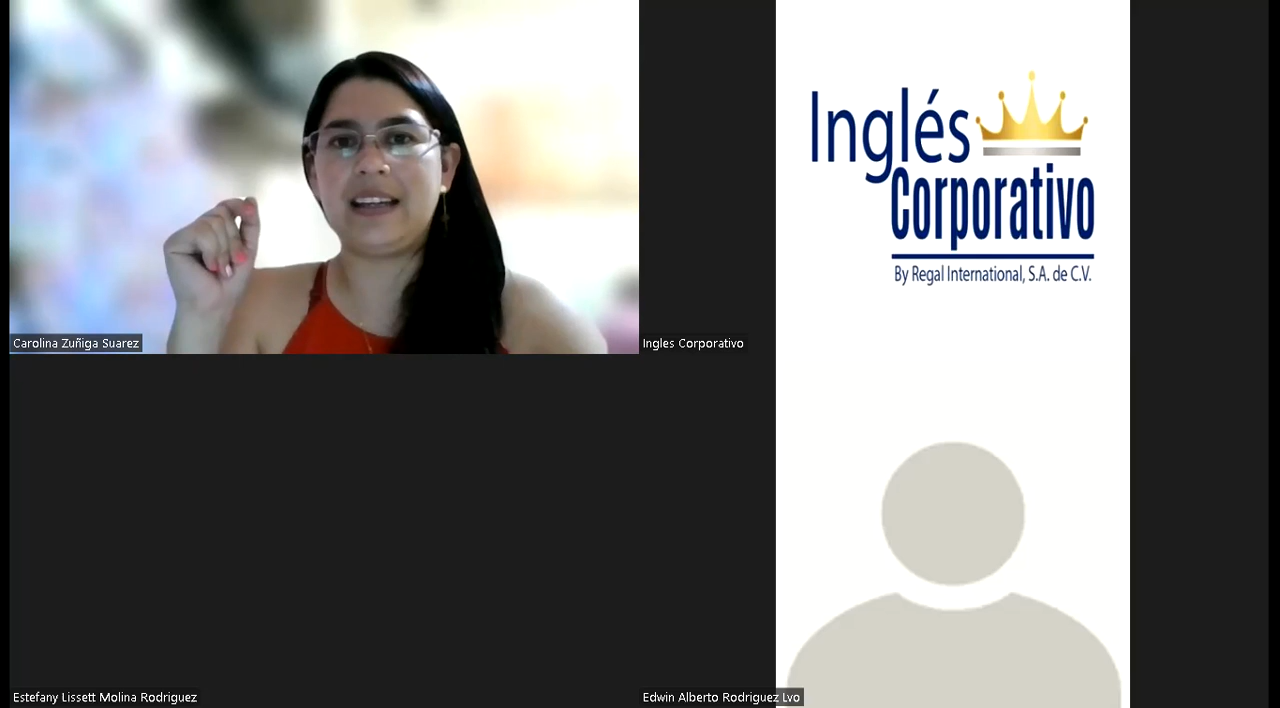 Inglés
Corporativo
By Regal International, S.A. de C.V.
Carolina Zuñiga Suarez
Ingles Corporativo
Estefany Lissett Molina Rodriguez
Edwin Alberto Rodriguez Lvo